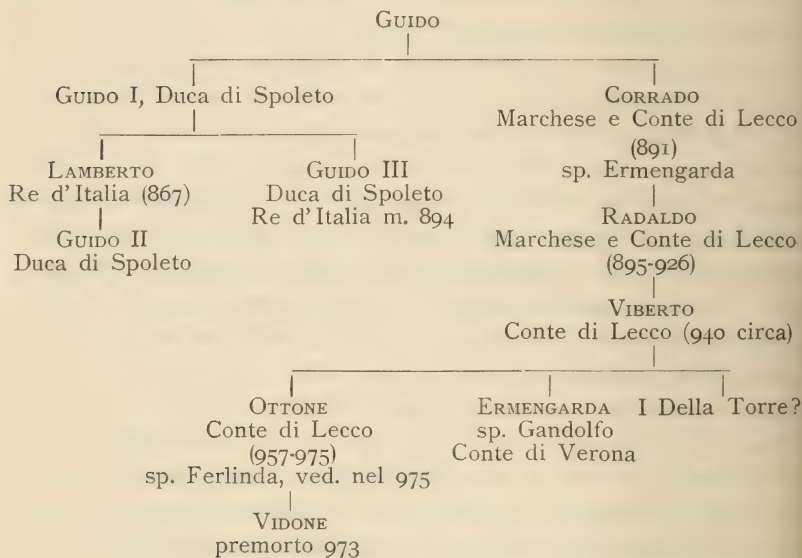 GUIDO
GUIDO I, Duca di Spoleto
CORRADO
Marchese e Conte di Lecco
(891)
sp. Ermengarda
LAMBERTO
Re d'Italia (867)
GUIDO III
Duca di Spoleto
Re d'Italia m. 894
GUIDO II
Duca di Spoleto
RADALDO
Marchese e Conte di Lecco
(895-926)
VIBERTO
Conte di Lecco (940 circa)
OTTONE
Conte di Lecco
(957-975)
sp. Ferlinda, ved. nel 975
ERMENGARDA
sp. Gandolfo
Conte di Verona
I Della Torre?
VIDONE
premorto 973